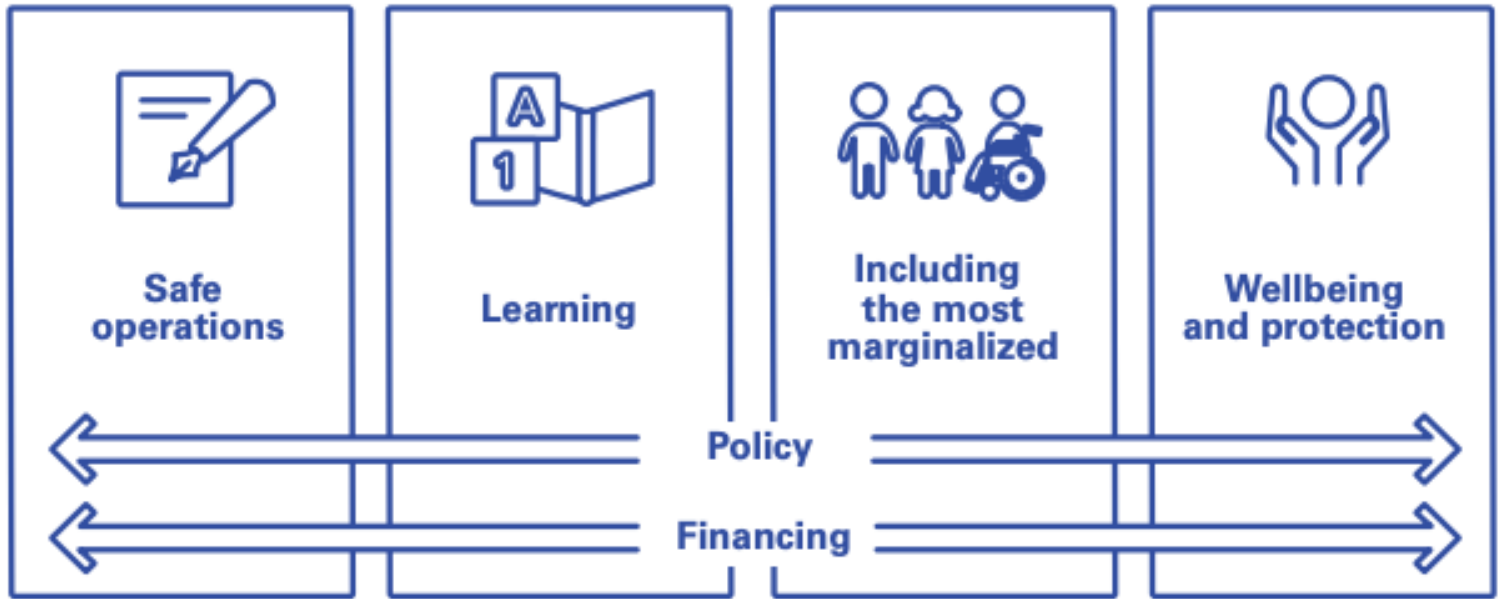 A
1
Safe
operations
Learning
Including
the most
marginalized
Wellbeing
and protection
Policy
Financing